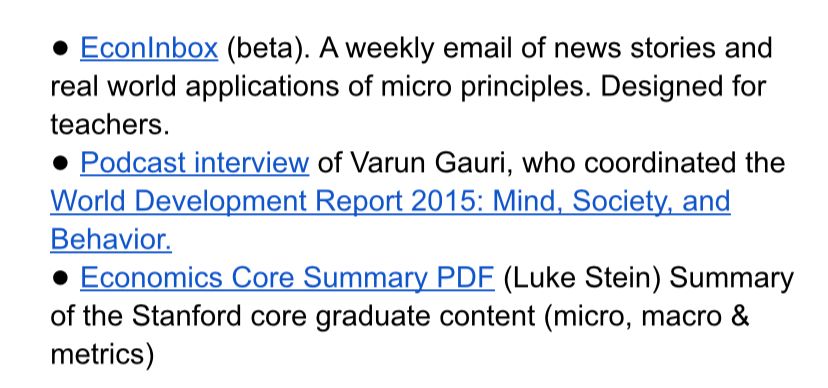 ● EconInbox (beta). A weekly email of news stories and
real world applications of micro principles. Designed for
teachers.
● Podcast interview of Varun Gauri, who coordinated the
World Development Report 2015: Mind, Society, and
Behavior.
● Economics Core Summary PDF (Luke Stein) Summary
of the Stanford core graduate content (micro, macro &
metrics)